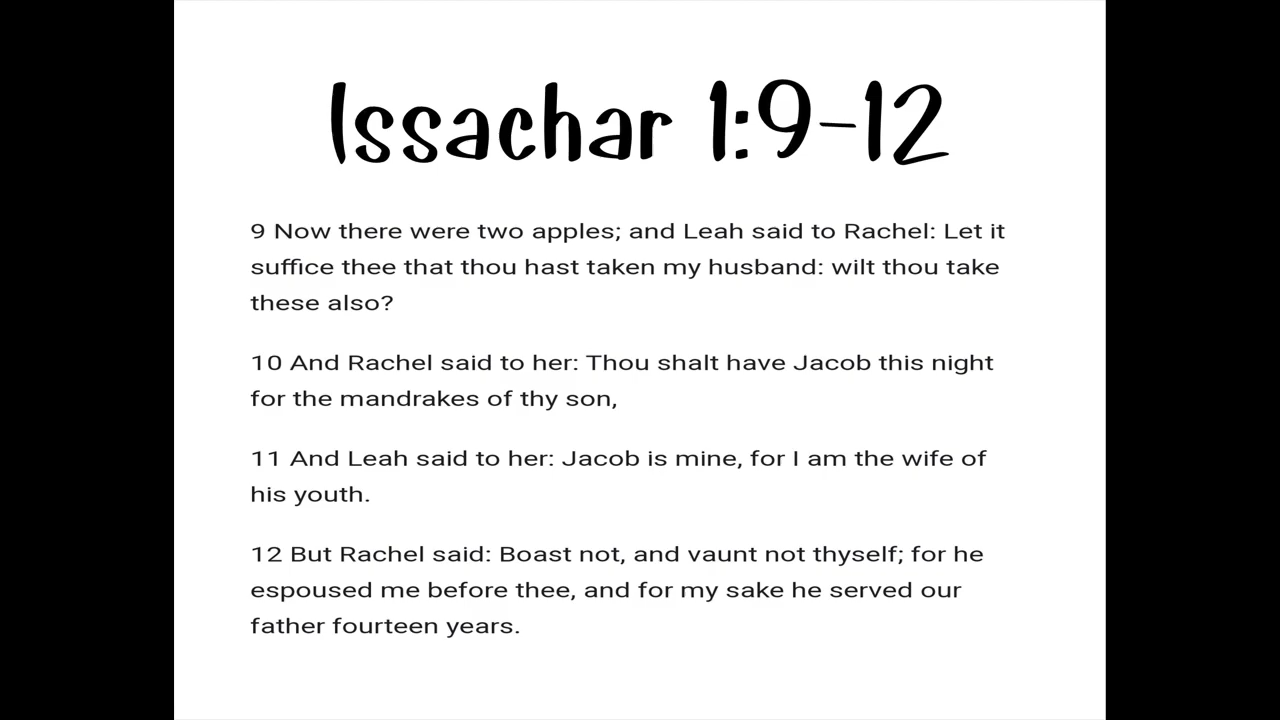 Issachar 1:9-12
9 Now there were two apples; and Leah said to Rachel: Let it
suffice thee that thou hast taken my husband: wilt thou take
these also?
10 And Rachel said to her: Thou shalt have Jacob this night
for the mandrakes of thy son,
11 And Leah said to her: Jacob is mine, for I am the wife of
his youth.
12 But Rachel said: Boast not, and vaunt not thyself; for he
espoused me before thee, and for my sake he served our
father fourteen years.